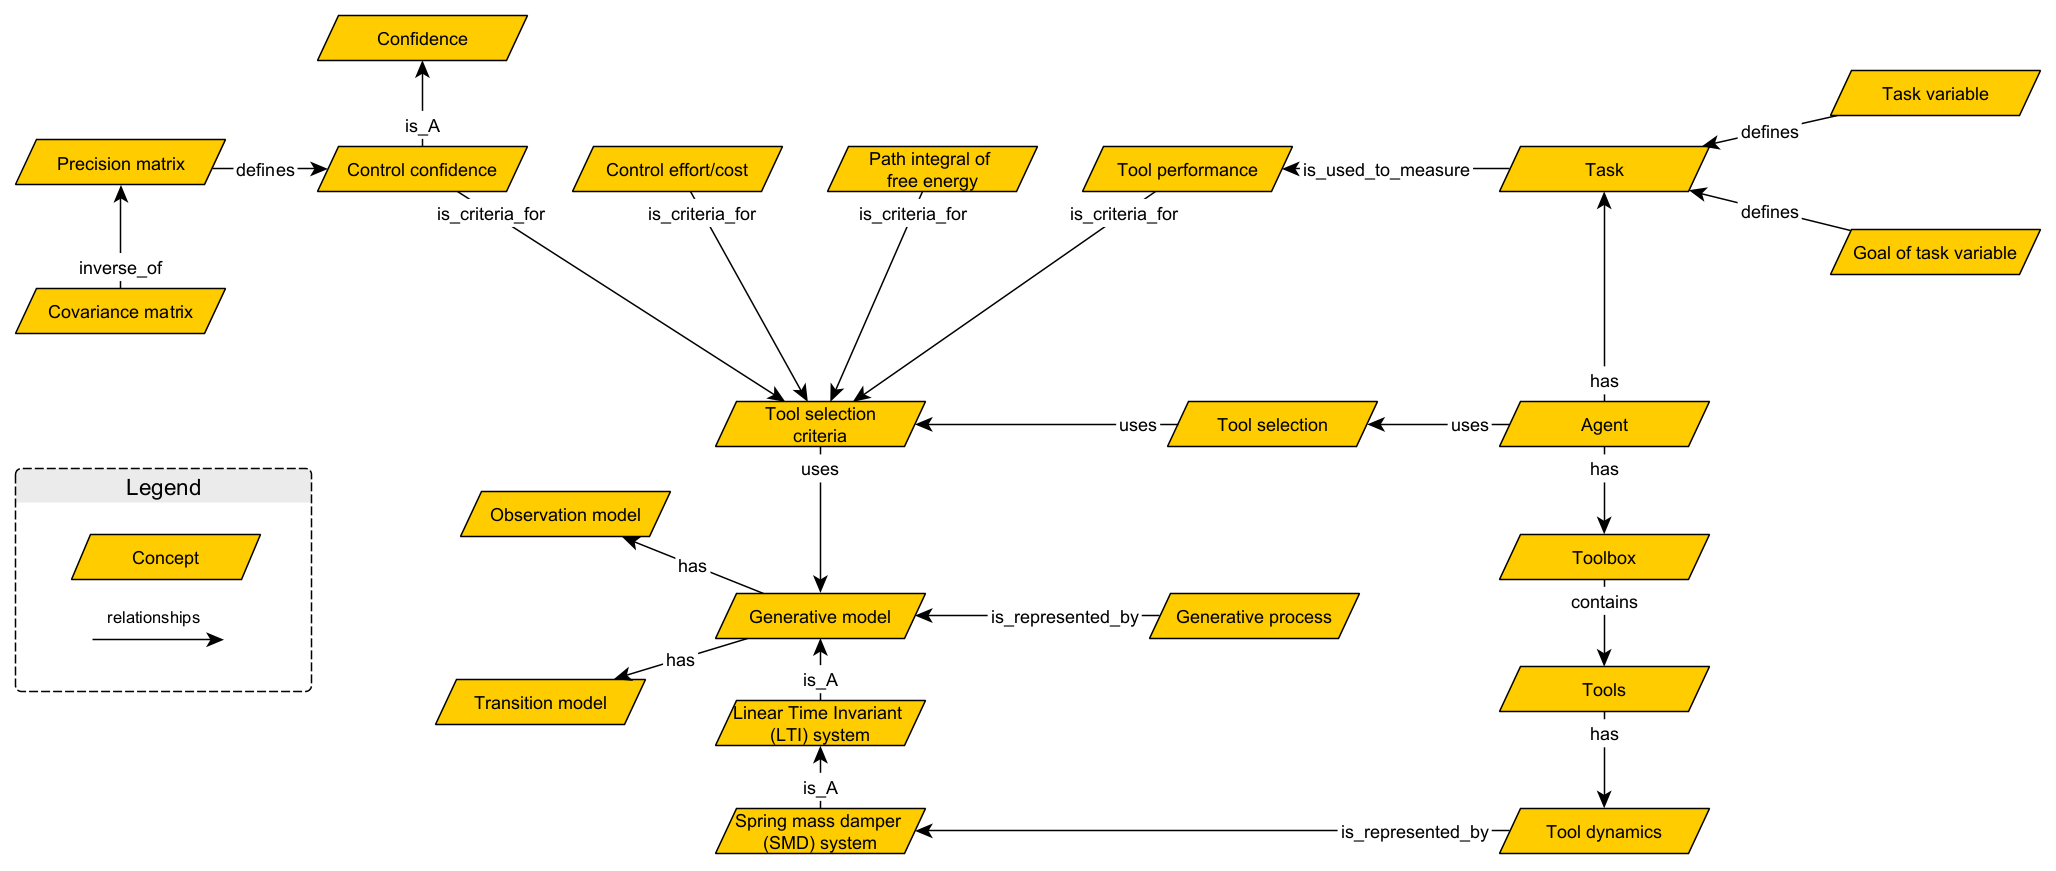 Confidence
Task variable
is_A
defines
Precision matrix
defines
Control confidence
Control effort/cost
Path integral of
free energy
Tool performance
is_used_to_measure
Task
is_criteria_for
is_criteria_for
is_criteria_for
is_criteria_for
defines
Goal of task variable
inverse_of
Covariance matrix
has
Tool selection
criteria
uses
Tool selection
uses
Agent
uses
has
Legend
Observation model
Concept
Toolbox
has
contains
relationships
Generative model
is_represented_by
Generative process
has
is_A
Tools
Transition model
Linear Time Invariant
(LTI) system
has
is_A
Spring mass damper
(SMD) system
is_represented_by
Tool dynamics